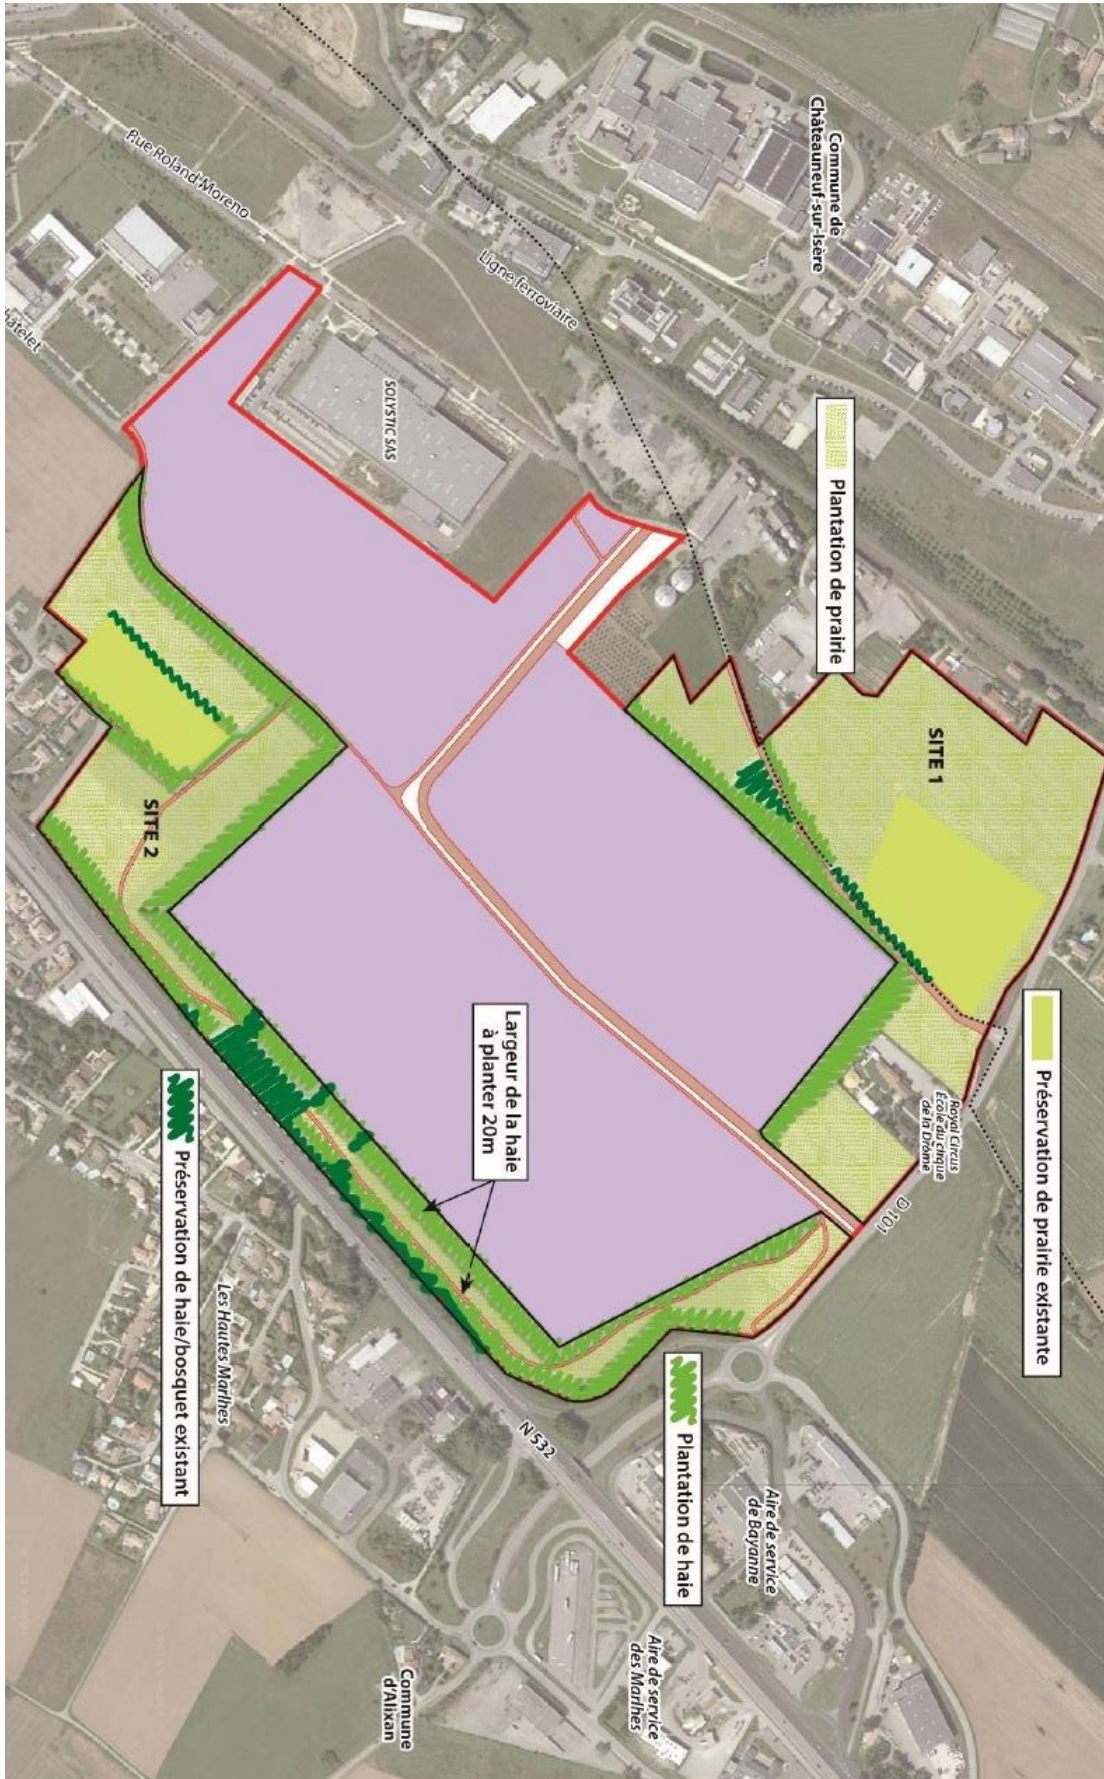 Commune de
Châteauneuf-sur-Isère
Rue Roland-Moreno
Ligne ferroviaire
châtelet
SOLYSTIC SAS
Plantation de prairie
SITE 1
SITE 2
Préservation de prairie existante
Royal Circus
École du cirque
de la Drôme
D 101
Largeur de la haie
à planter 20m
Préservation de haie/bosquet existant
Les Hautes Marlhes
N 532
Plantation de haie
Aire de service
de Bayanne
Aire de service
des Marlhes
Commune
d'Alixan